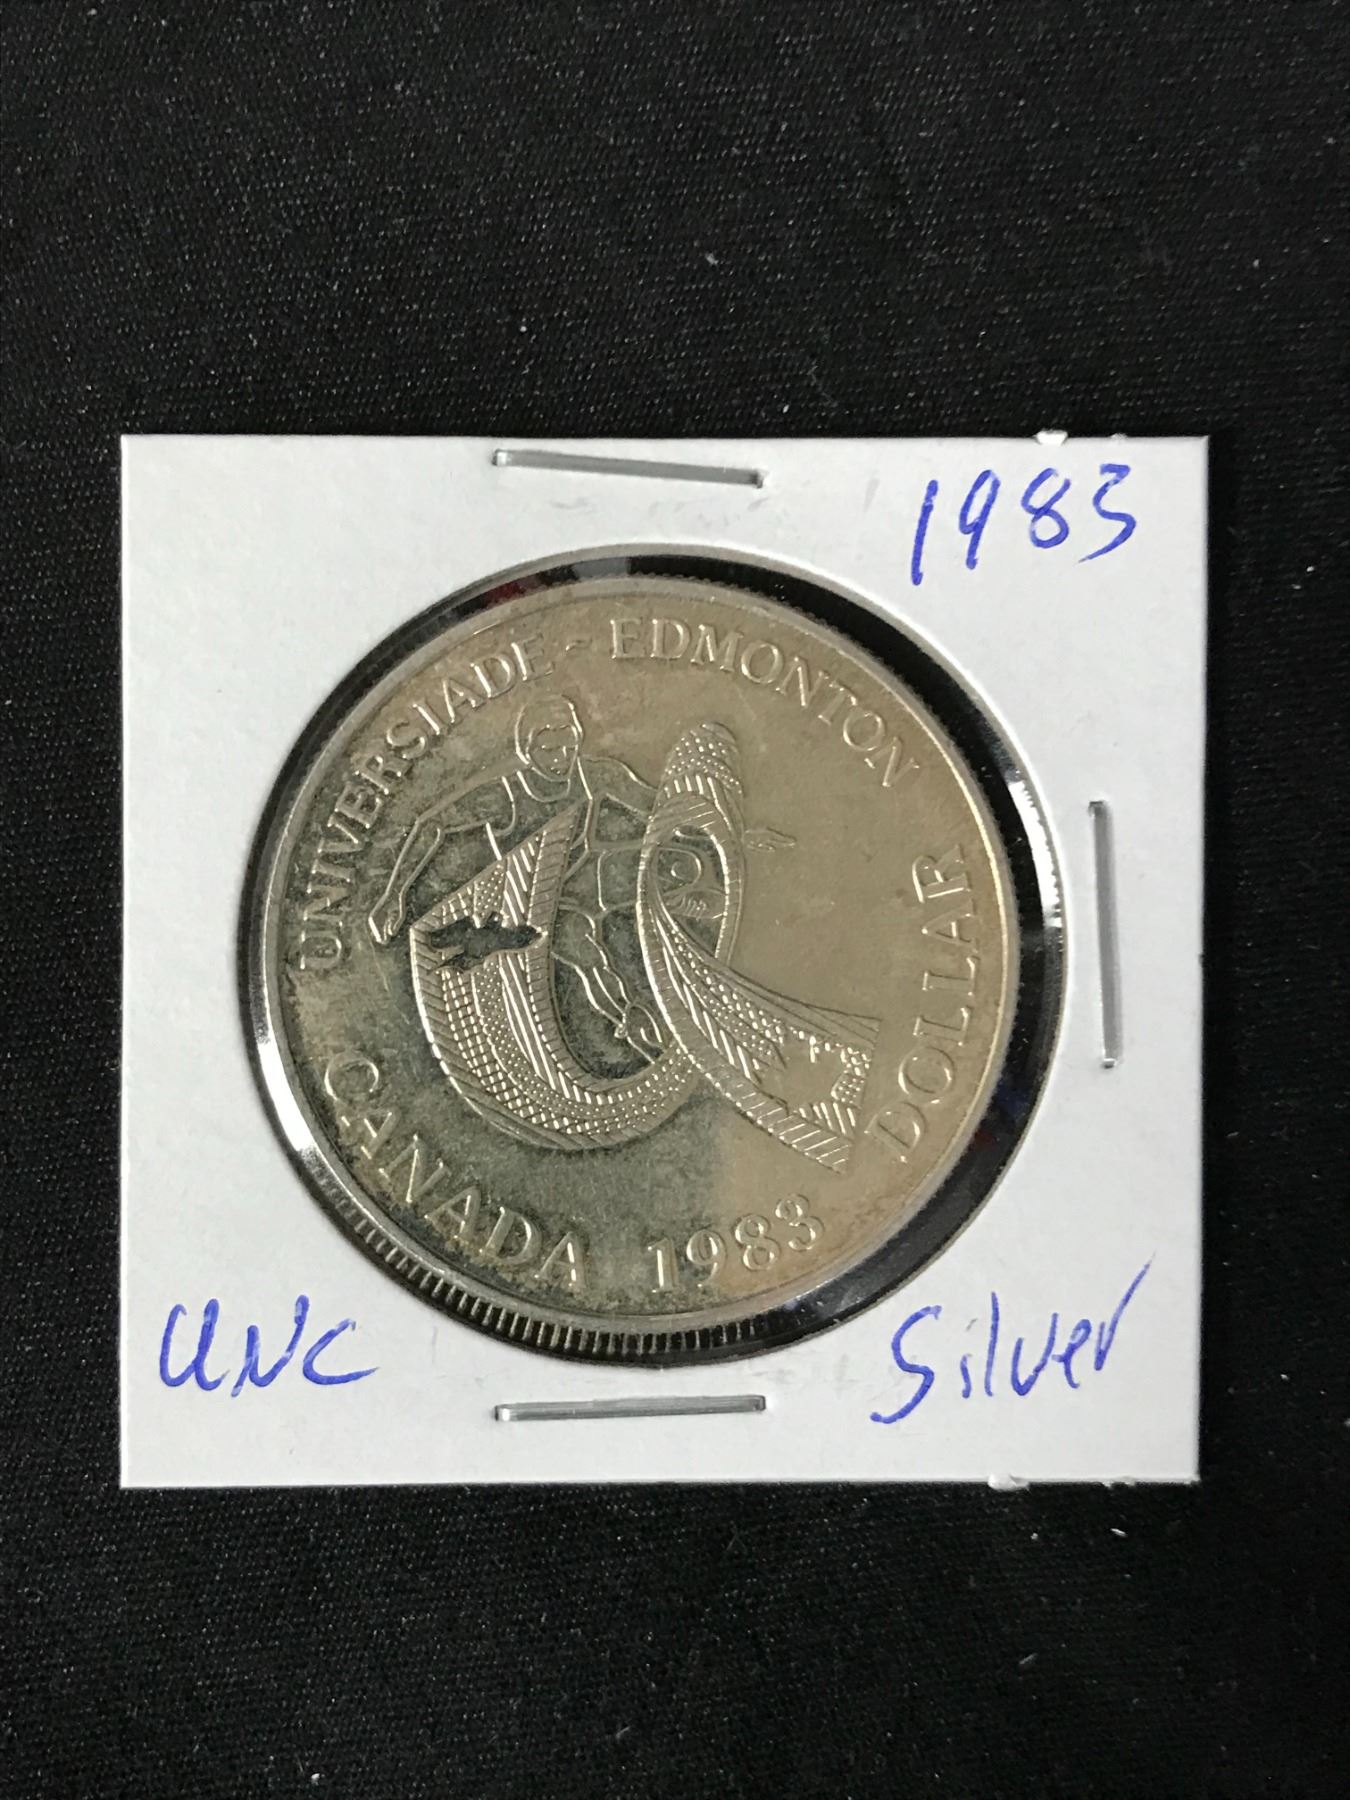 1983
UNIVERSIADE ~ EDMONTON
DOLLAR
CANADA 1983
UNC
Silver